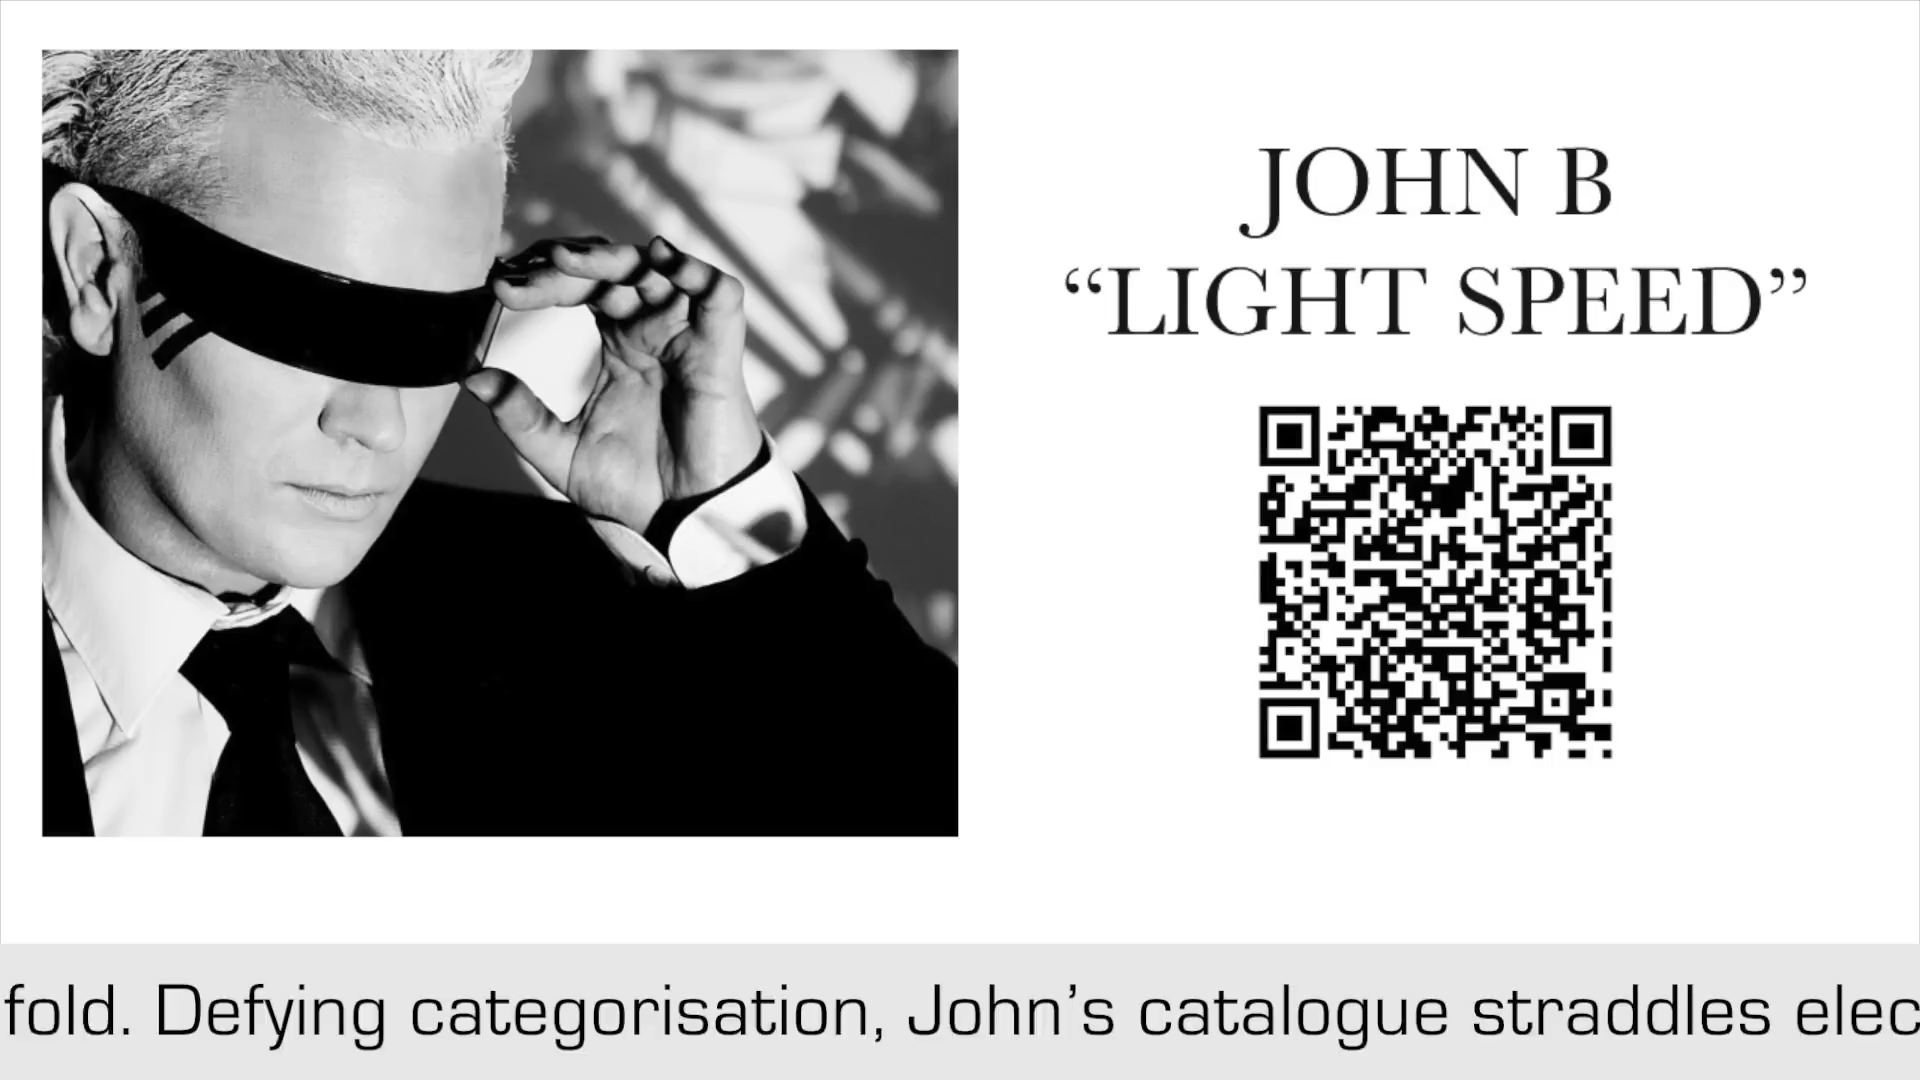 JOHN B
“LIGHT SPEED”
fold. Defying categorisation, John’s catalogue straddles elec